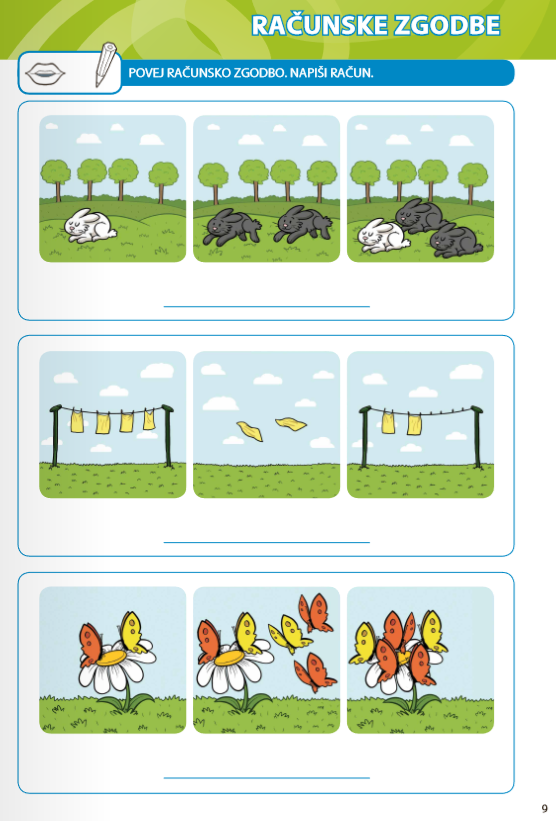 RAČUNSKE ZGODBE
POVEJ RAČUNSKO ZGODBO. NAPIŠI RAČUN.
9